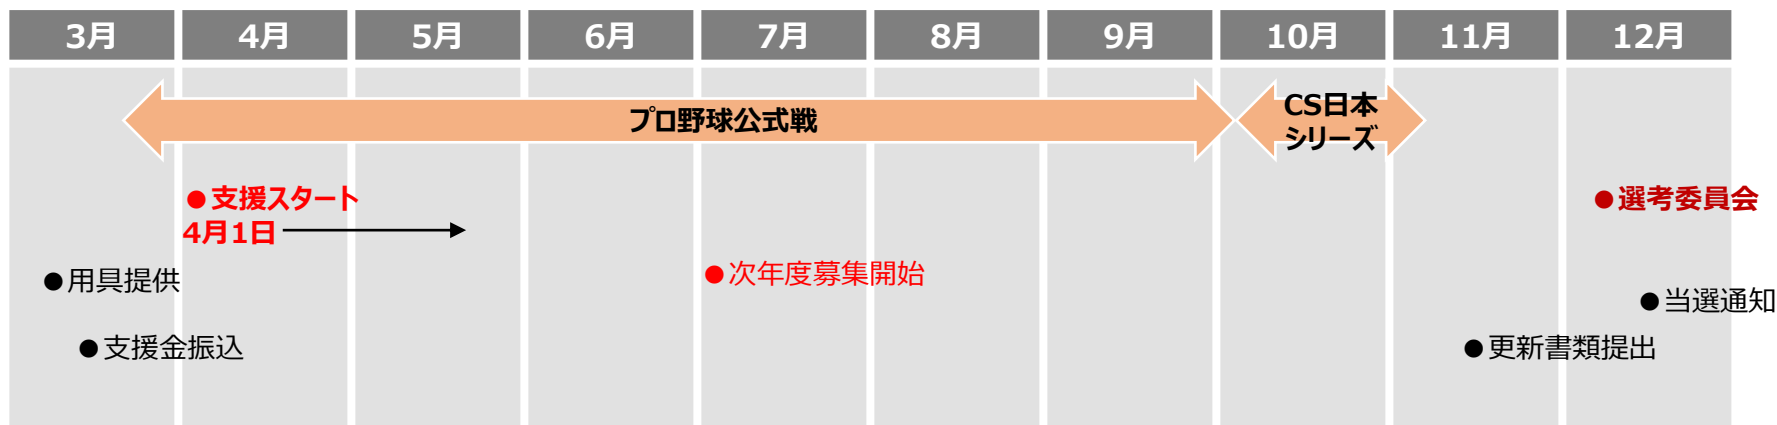 3月 4月 5月 6月 7月 8月 9月 10月 11月 12月
プロ野球公式戦
CS日本
シリーズ
●支援スタート
4月1日
●選考委員会
●用具提供
●次年度募集開始
●当選通知
●支援金振込
●更新書類提出